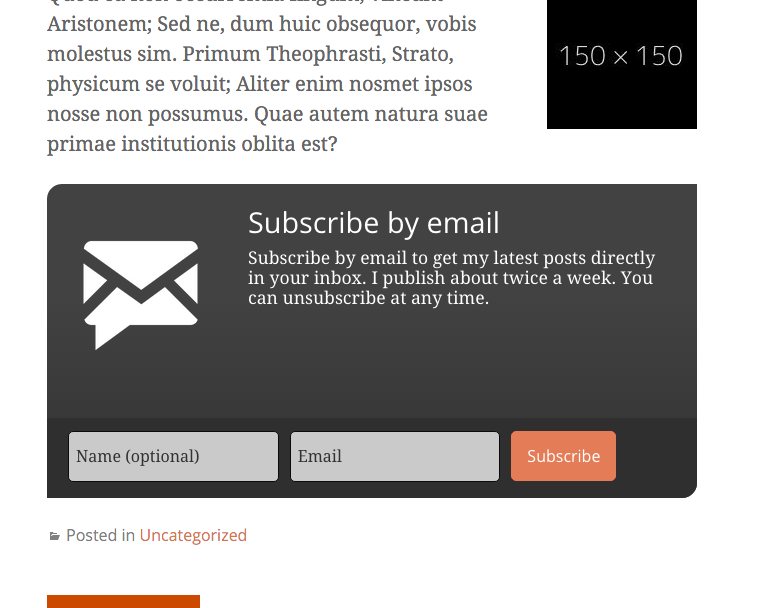 Aristonem; Sed ne, dum huic obsequor, vobis
molestus sim. Primum Theophrasti, Strato,
physicum se voluit; Aliter enim nosmet ipsos
nosse non possumus. Quae autem natura suae
primae institutionis oblita est?
150 × 150
Subscribe by email
Subscribe by email to get my latest posts directly
in your inbox. I publish about twice a week. You
can unsubscribe at any time.
Name (optional)
Email
Subscribe
Posted in Uncategorized